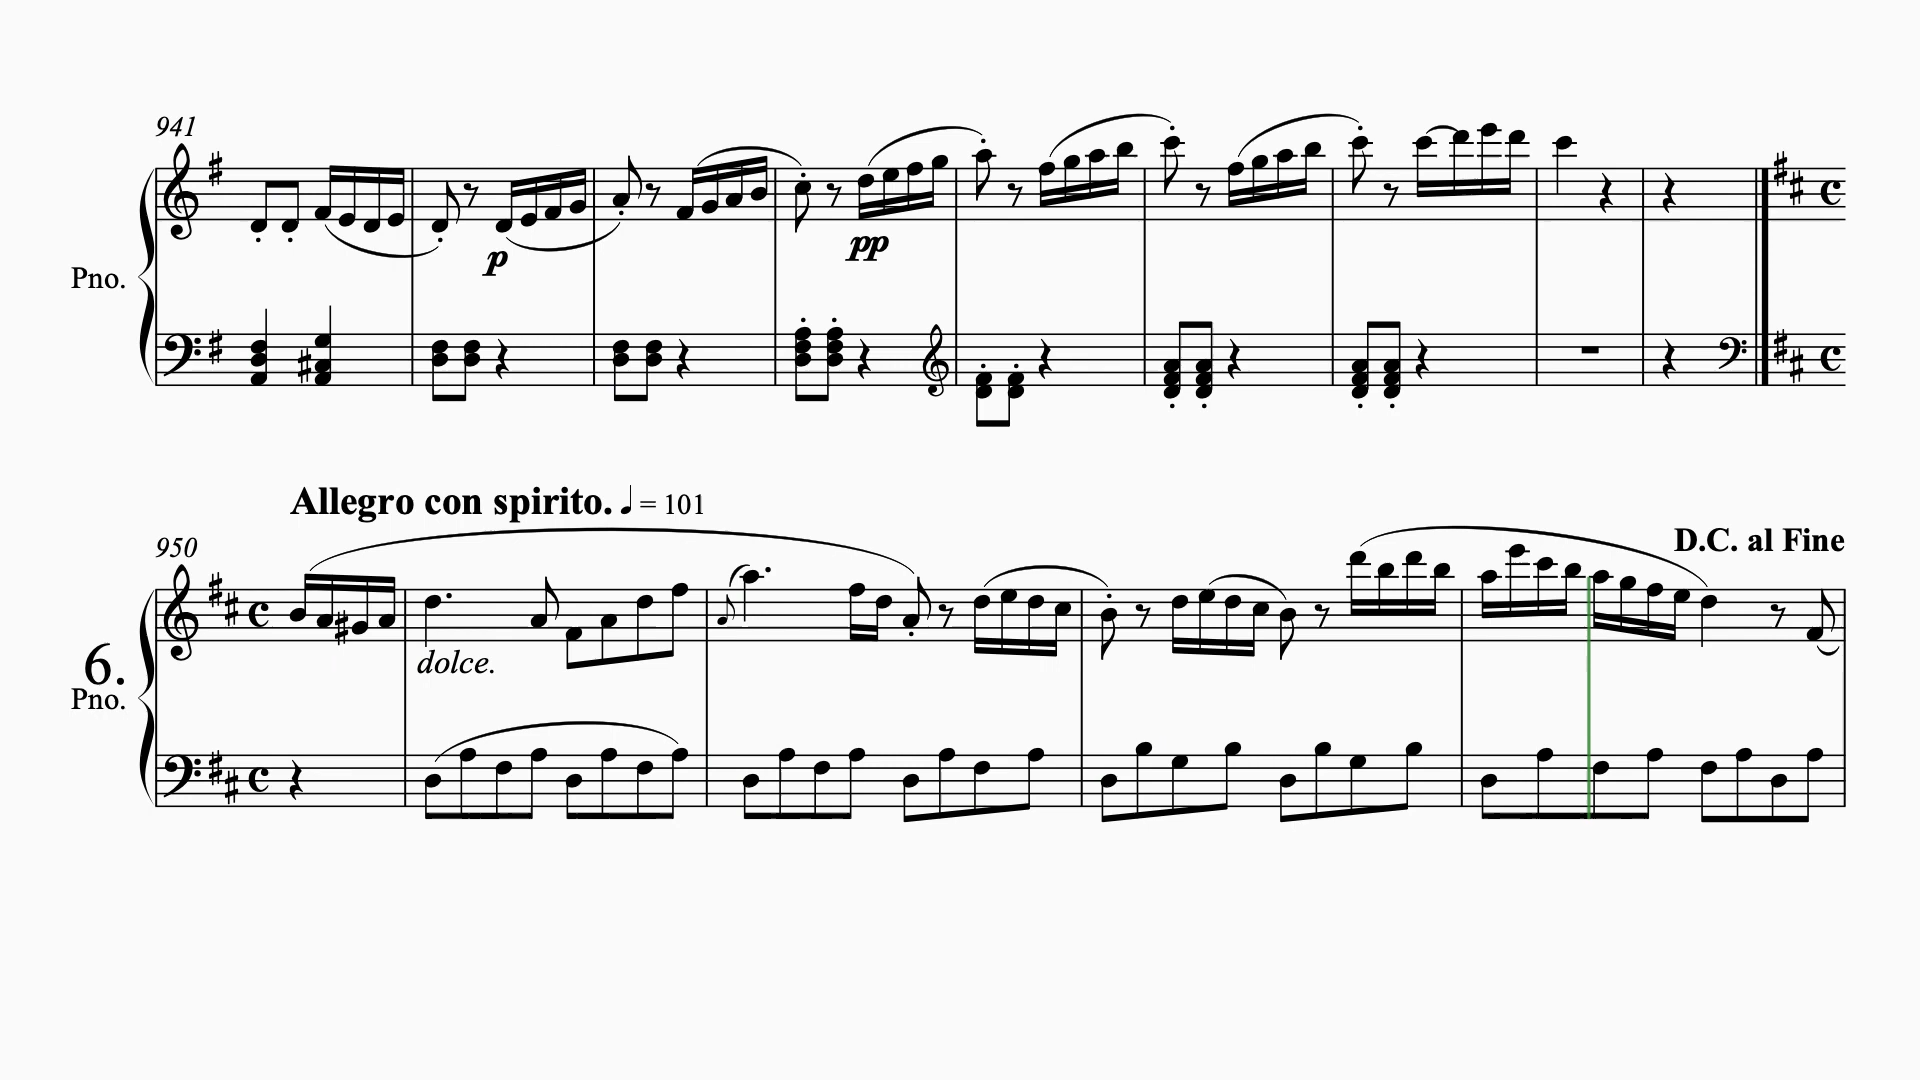 941
Pno.
p
pp
Allegro con spirito. ♩ = 101
950
D.C. al Fine
6.
Pno.
dolce.